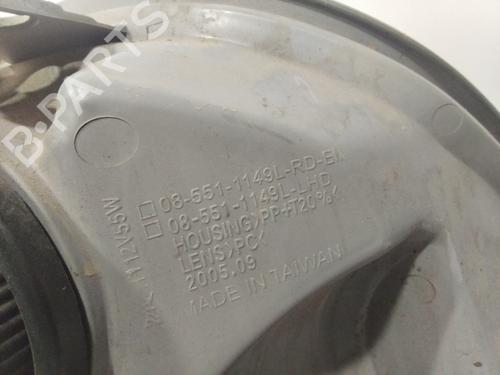 B-PARTS
08-551-1149L-RD-E
08-551-1149L-LHD
HOUSING>PP+T20%<
LENS>PC<
2005.09
MADE IN TAIWAN
12V55W